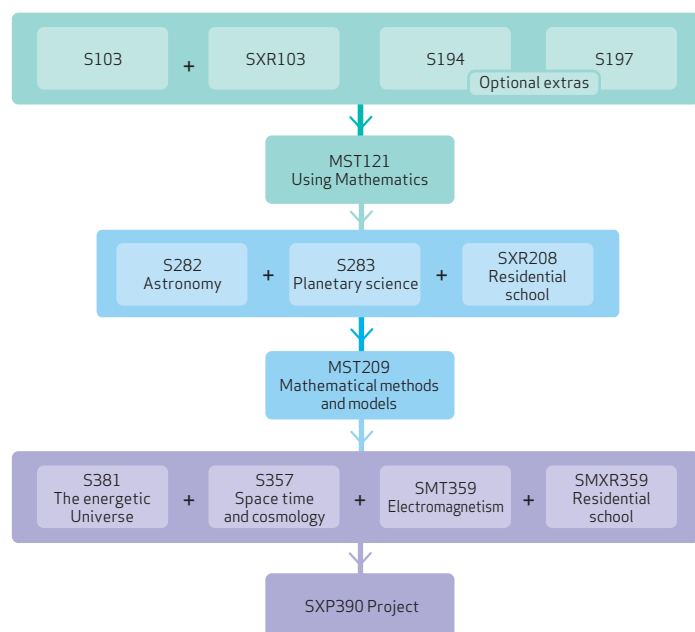 S103
+
SXR103
S194
S197
Optional extras
MST121
Using Mathematics
S282
Astronomy
+
S283
Planetary science
+
SXR208
Residential
school
MST209
Mathematical methods
and models
S381
The energetic
Universe
+
S357
Space time
and cosmology
+
SMT359
Electromagnetism
+
SMXR359
Residential
school
SXP390 Project